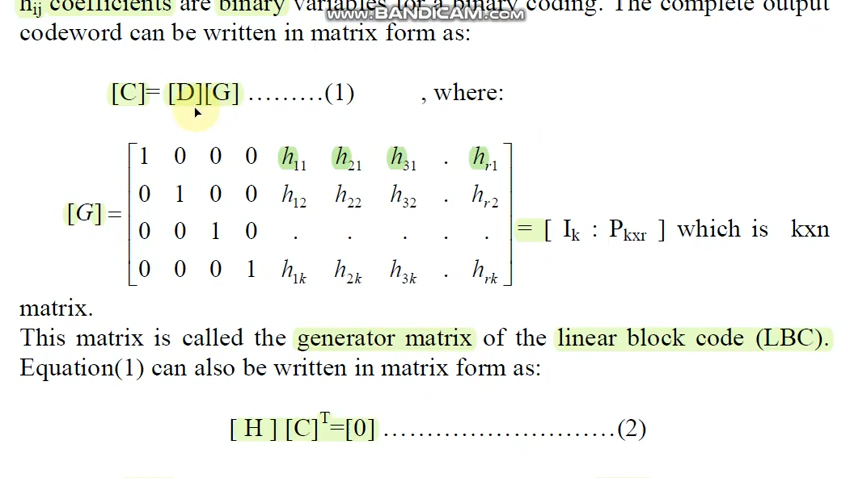 hij coefficients are binary variables for a binary coding. The complete output
www.BANDICAM.com
codeword can be written in matrix form as:
[C]= [D][G] ………(1) , where:
1 0 0 0 h11 h21 h31 . hr1
0 1 0 0 h12 h22 h32 . hr2
[G]= = [ Ik : Pkxr ] which is kxn
0 0 1 0 . . . . .
0 0 0 1 h1k h2k h3k . hrk
matrix.
This matrix is called the generator matrix of the linear block code (LBC).
Equation(1) can also be written in matrix form as:
[ H ] [C]T=[0] ………………………(2)